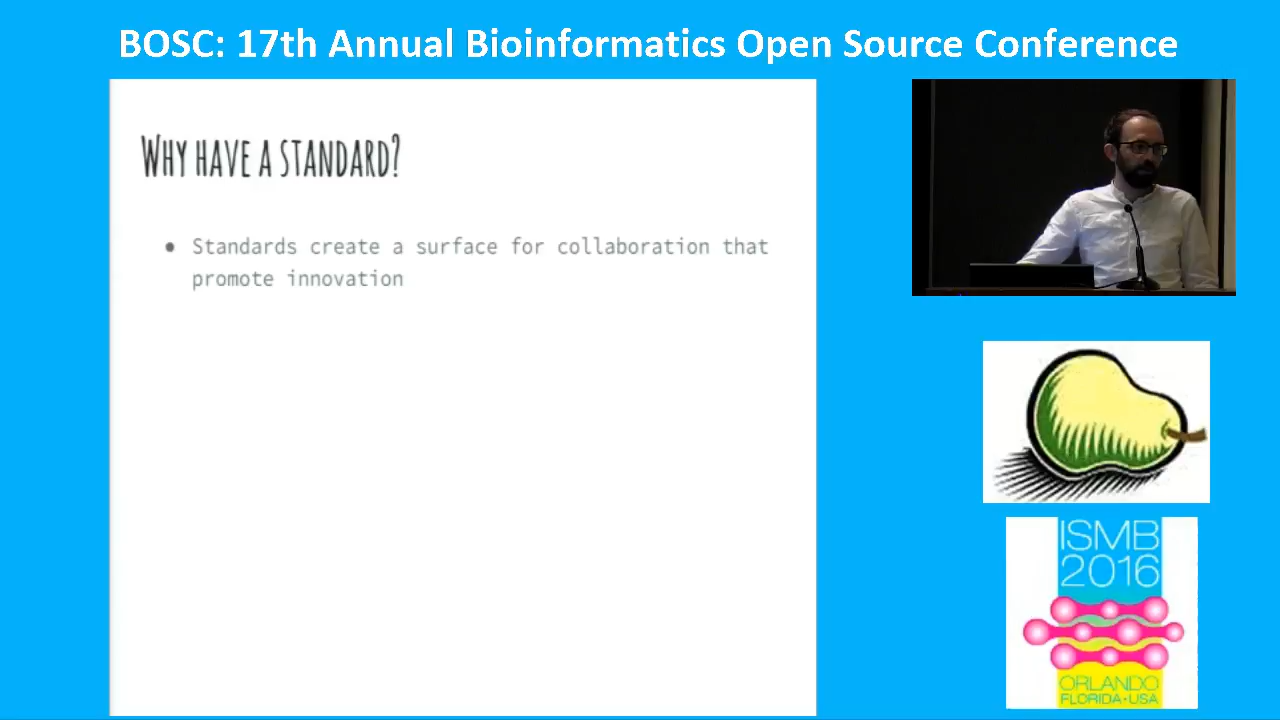 BOSC: 17th Annual Bioinformatics Open Source Conference
WHY HAVE A STANDARD?
● Standards create a surface for collaboration that
promote innovation
ISMB
2016
ORLANDO
FLORIDA•USA